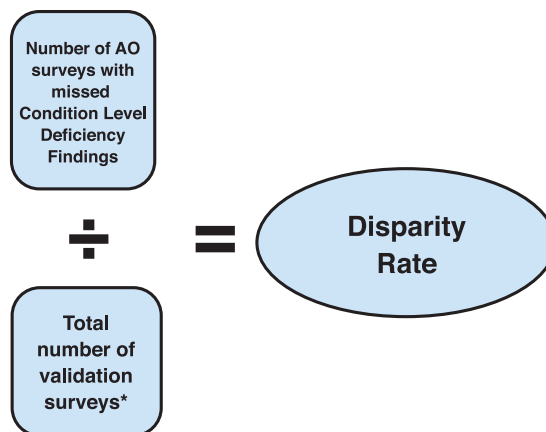 Number of AO
surveys with
missed
Condition Level
Deficiency
Findings
÷
=
Disparity
Rate
Total
number of
validation
surveys*